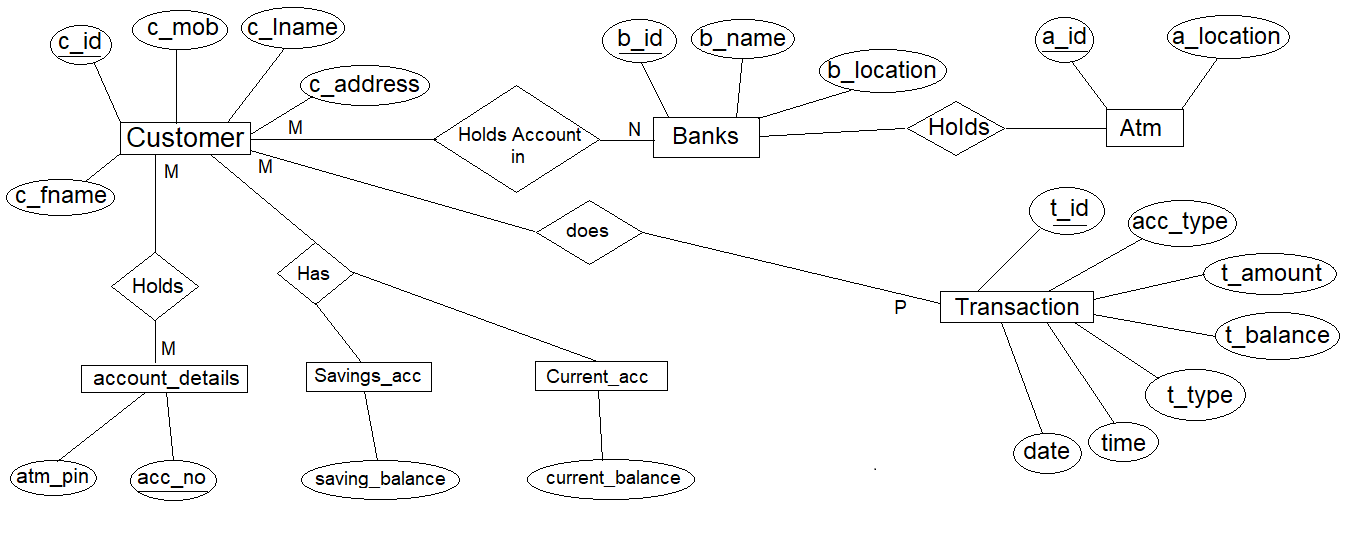 c_id
c_mob
c_lname
c_address
c_fname
Customer
M
Holds Account
in
N
b_id
b_name
b_location
Banks
Holds
a_id
a_location
Atm
M
M
does
P
t_id
acc_type
t_amount
t_balance
t_type
time
date
Transaction
Holds
M
Has
account_details
Savings_acc
Current_acc
atm_pin
acc_no
saving_balance
current_balance